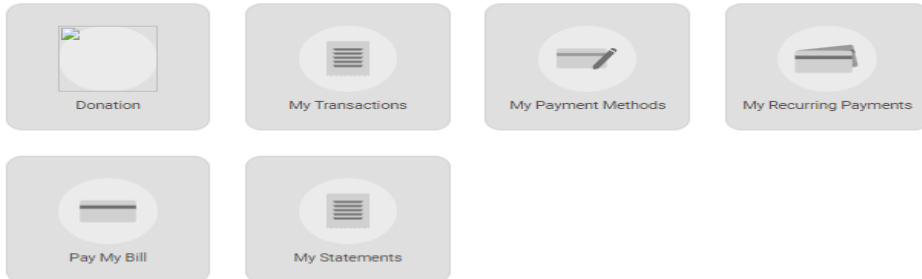 Donation
My Transactions
My Payment Methods
My Recurring Payments
Pay My Bill
My Statements